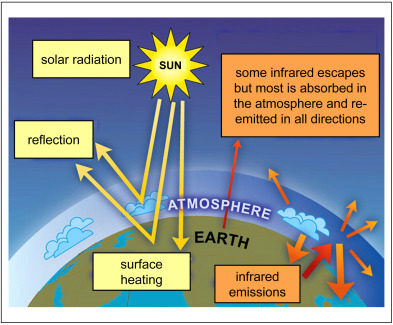 solar radiation
SUN
some infrared escapes
but most is absorbed in
the atmosphere and re-
emitted in all directions
reflection
ATMOSPHERE
EARTH
surface
heating
infrared
emissions